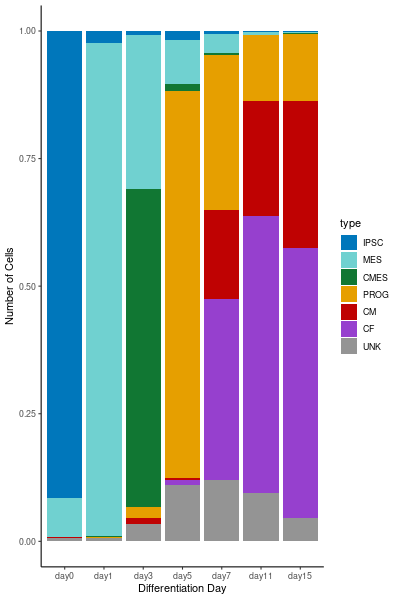 1.00
0.75
0.50
0.25
0.00
Number of Cells
day0 day1 day3 day5 day7 day11 day15
Differentiation Day
type
IPSC
MES
CMES
PROG
CM
CF
UNK